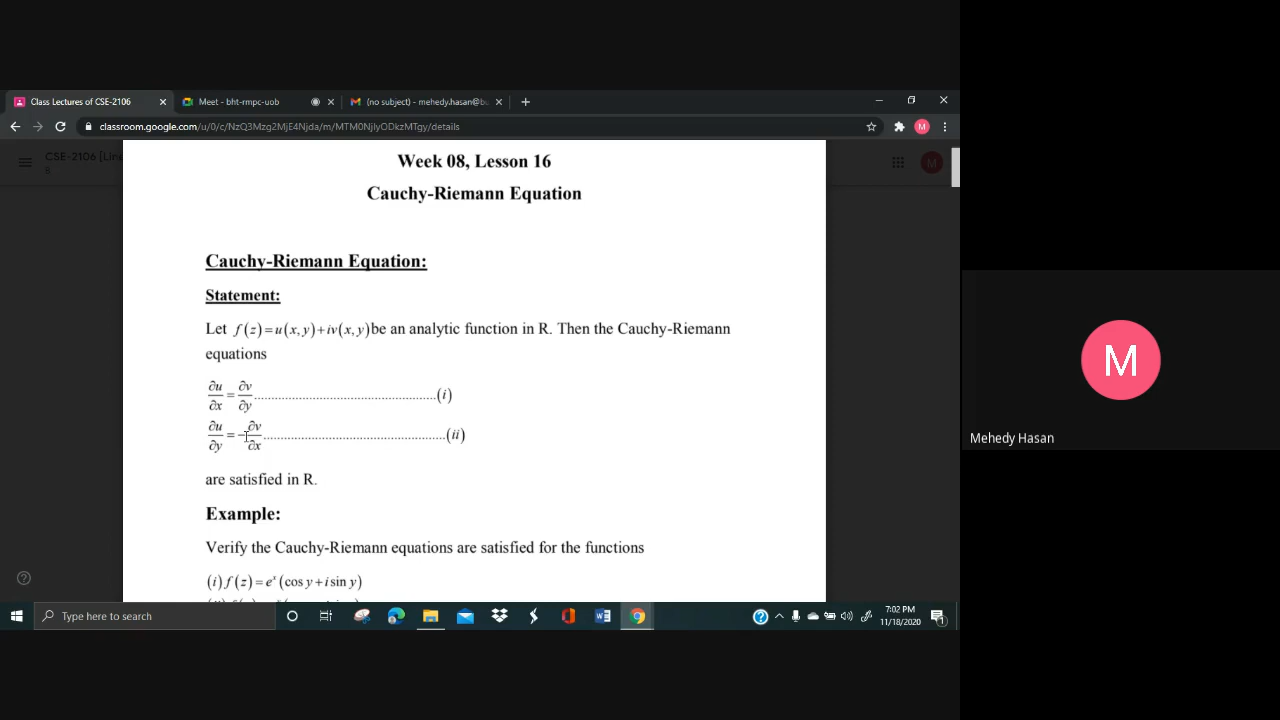 Class Lectures of CSE-2106
Meet - bht-rmpc-uob
(no subject) - mehedy.hasan@bu
classroom.google.com/u/0/c/NzQ3Mzg2MjE4Njda/m/MTM0NjIyODkzMTgy/details
CSE-2106 [Lin
9
Week 08, Lesson 16
Cauchy-Riemann Equation
Cauchy-Riemann Equation:
Statement:
Let f(z)=u(x,y)+iv(x,y) be an analytic function in R. Then the Cauchy-Riemann
equations
∂u/∂x = ∂v/∂y ....................................................(i)
∂u/∂y = -∂v/∂x ....................................................(ii)
are satisfied in R.
Example:
Verify the Cauchy-Riemann equations are satisfied for the functions
(i) f(z)=eˣ(cos y+i sin y)
M
Mehedy Hasan
Type here to search
7:02 PM
11/18/2020